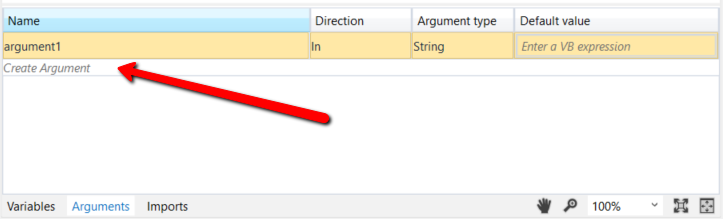 Name Direction Argument type Default value
argument1 In String Enter a VB expression
Create Argument
Variables Arguments Imports 100%